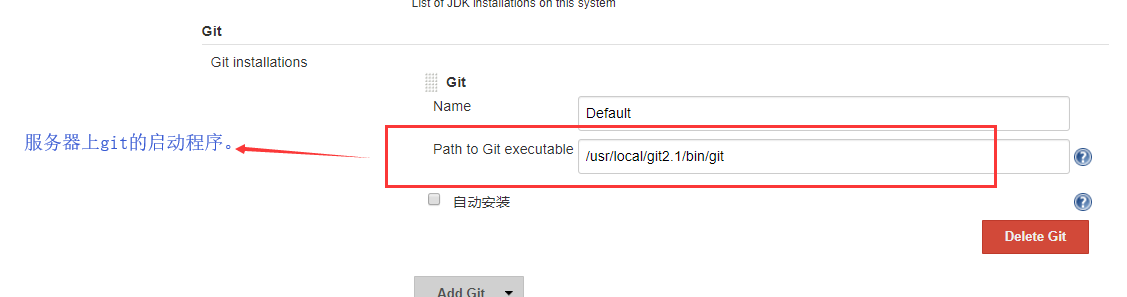 List of JDK installations on this system
Git
Git installations
Git
Name
Default
服务器上git的启动程序。
Path to Git executable
/usr/local/git2.1/bin/git
自动安装
Delete Git
Add Git